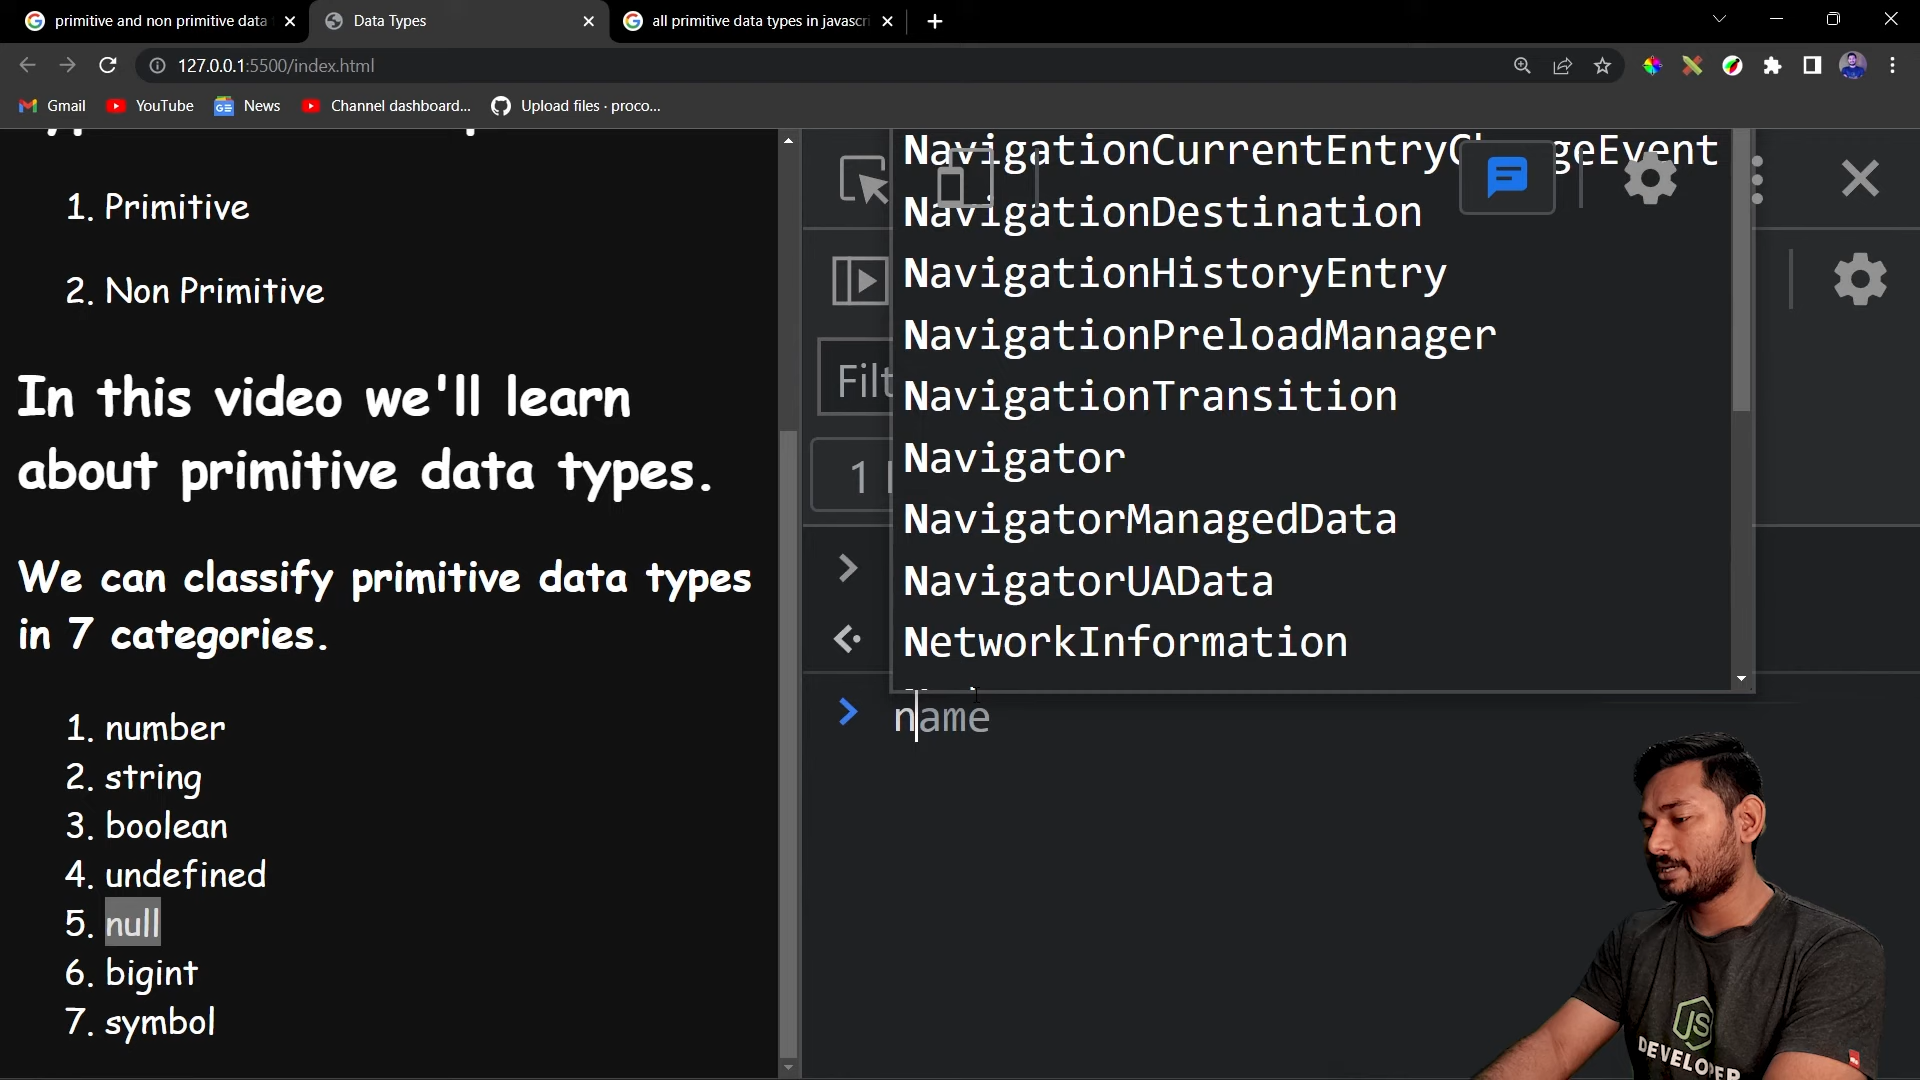 primitive and non primitive data
Data Types
all primitive data types in javascri
127.0.0.1:5500/index.html
Gmail
YouTube
News
Channel dashboard...
Upload files · proco...
1. Primitive
2. Non Primitive
In this video we'll learn
about primitive data types.
We can classify primitive data types
in 7 categories.
1. number
2. string
3. boolean
4. undefined
5. null
6. bigint
7. symbol
NavigationDestination
NavigationHistoryEntry
NavigationPreloadManager
Filt
NavigationTransition
Navigator
1
NavigatorManagedData
NavigatorUAData
NetworkInformation
name
JS
DEVELOPER